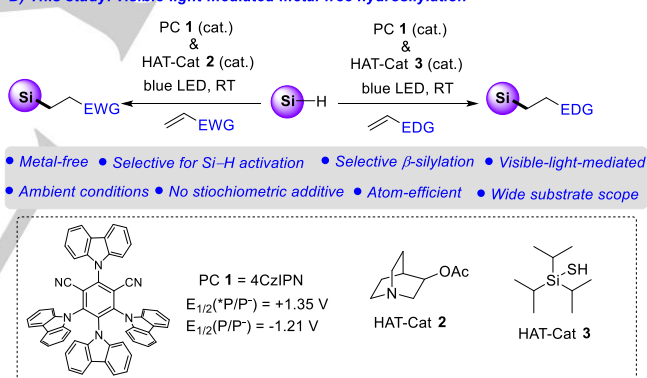 B) This study: Visible-light-mediated metal-free hydrosilylation
PC 1 (cat.)
&
HAT-Cat 2 (cat.)
blue LED, RT
EWG
PC 1 (cat.)
&
HAT-Cat 3 (cat.)
blue LED, RT
EDG
Si
EWG
Si–H
Si
EDG
• Metal-free • Selective for Si–H activation • Selective β-silylation • Visible-light-mediated
• Ambient conditions • No stiochiometric additive • Atom-efficient • Wide substrate scope
N
NC
CN
N
N
N
PC 1 = 4CzIPN
E1/2(*P/P-) = +1.35 V
E1/2(P/P-) = -1.21 V
N
OAc
HAT-Cat 2
Si
SH
HAT-Cat 3